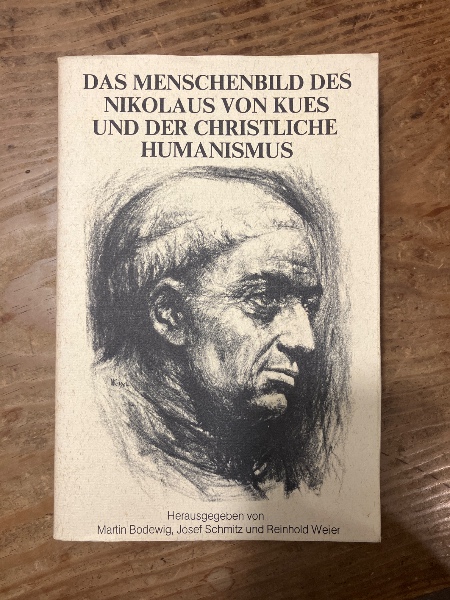 DAS MENSCHENBILD DES
NIKOLAUS VON KUES
UND DER CHRISTLICHE
HUMANISMUS
Herausgegeben von
Martin Bodewig, Josef Schmitz und Reinhold Weier